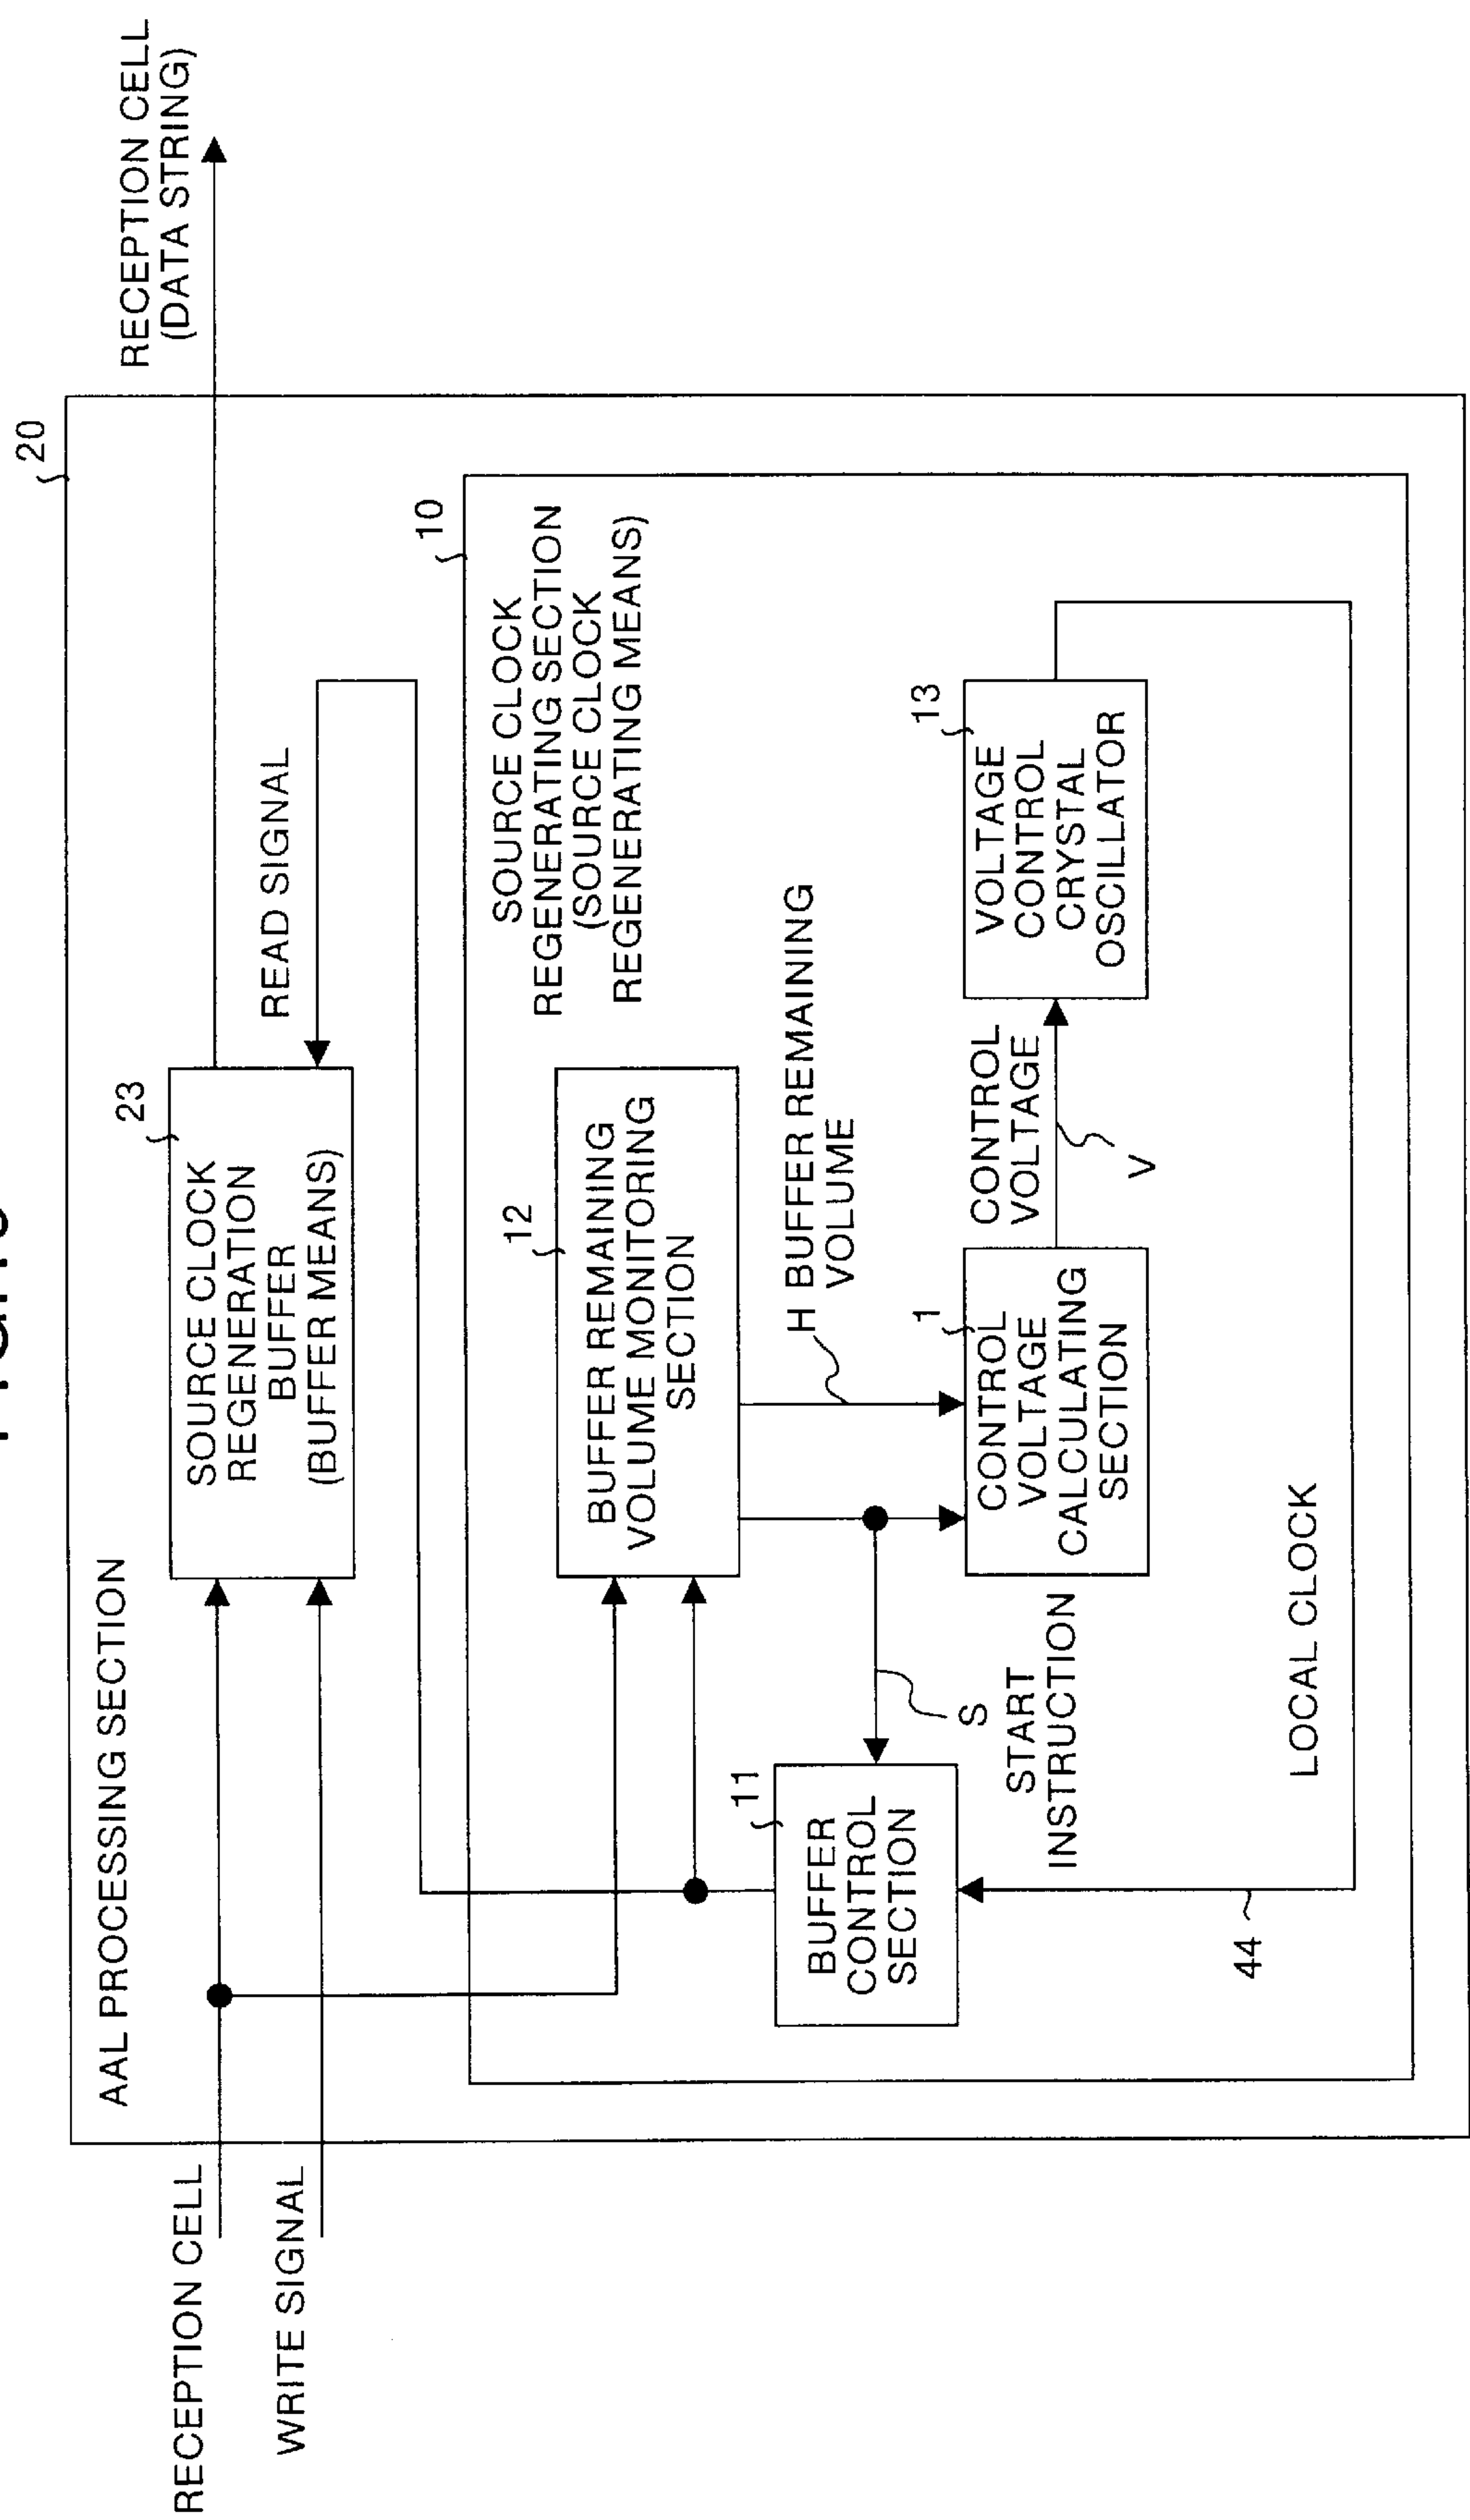 20
RECEPTION CELL
(DATA STRING)
AAL PROCESSING SECTION
RECEPTION CELL
WRITE SIGNAL
23
SOURCE CLOCK
REGENERATION
BUFFER
(BUFFER MEANS)
READ SIGNAL
10
SOURCE CLOCK
REGENERATING SECTION
(SOURCE CLOCK
REGENERATING MEANS)
12
BUFFER REMAINING
VOLUME MONITORING
SECTION
11
BUFFER
CONTROL
SECTION
H BUFFER REMAINING
VOLUME
S
START
INSTRUCTION
1
CONTROL
VOLTAGE
CALCULATING
SECTION
CONTROL
VOLTAGE
V
13
VOLTAGE
CONTROL
CRYSTAL
OSCILLATOR
44
LOCAL CLOCK